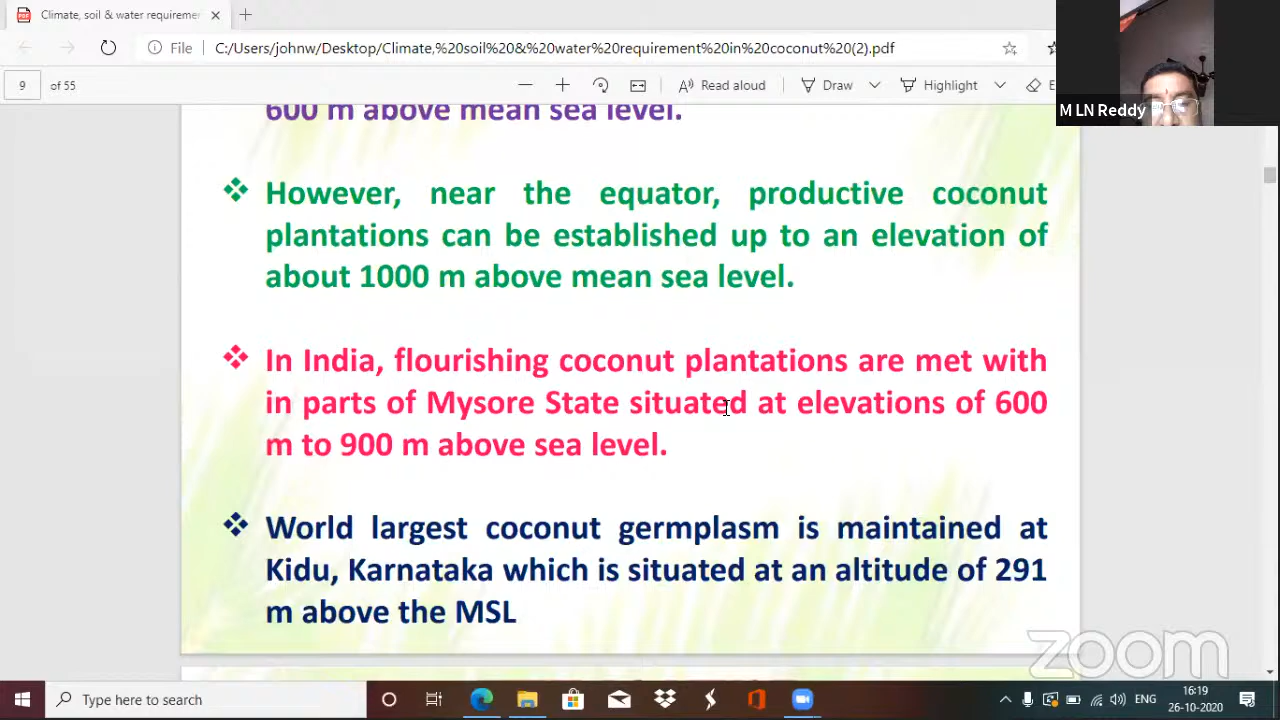 Climate, soil & water requiremen
File
C:/Users/johnw/Desktop/Climate,%20soil%20&%20water%20requirement%20in%20coconut%20(2).pdf
9 of 55
Read aloud
Draw
Highlight
M LN Reddy
600 m above mean sea level.
However, near the equator, productive coconut
plantations can be established up to an elevation of
about 1000 m above mean sea level.
In India, flourishing coconut plantations are met with
in parts of Mysore State situated at elevations of 600
m to 900 m above sea level.
World largest coconut germplasm is maintained at
Kidu, Karnataka which is situated at an altitude of 291
m above the MSL
zoom
Type here to search
ENG
16:19
26-10-2020